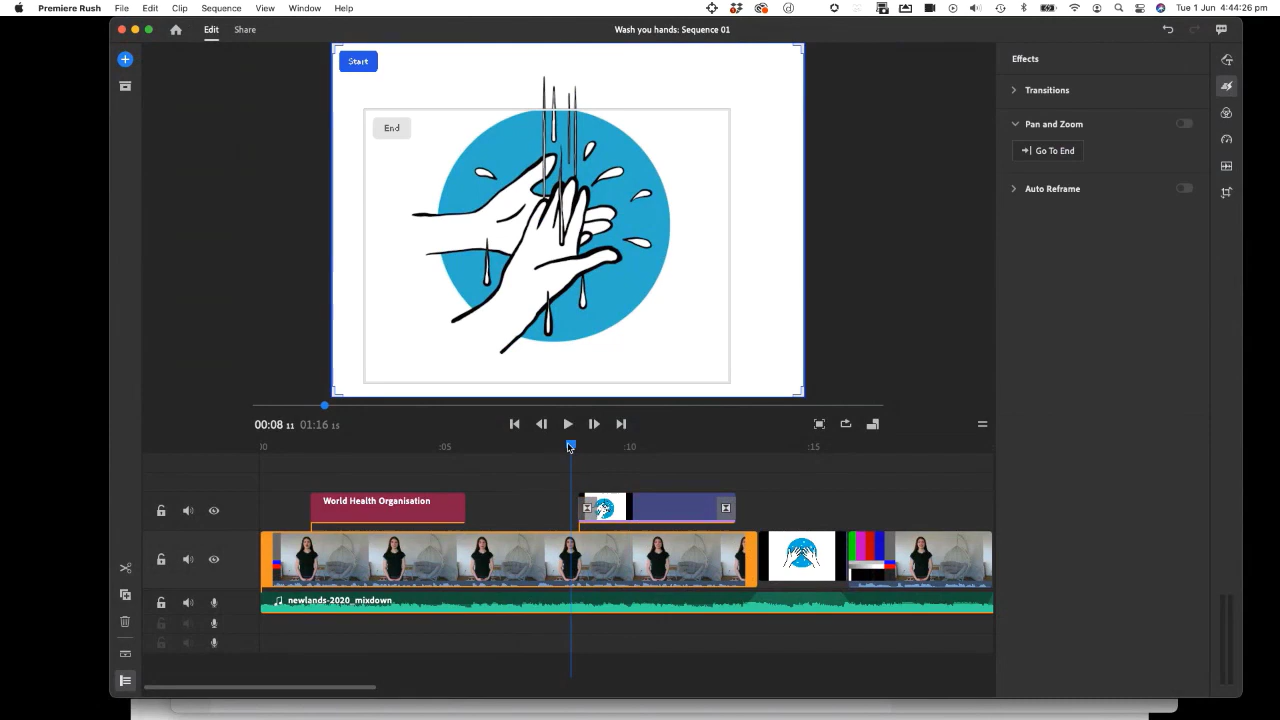 Premiere Rush File Edit Clip Sequence View Window Help Tue 1 Jun 4:44:26 pm
Edit Share Wash you hands: Sequence 01
Start
End
Effects
Transitions
Pan and Zoom
Go To End
Auto Reframe
00:08 11 01:16 15
:00 :05 :10 :15
World Health Organisation
newlands-2020_mixdown